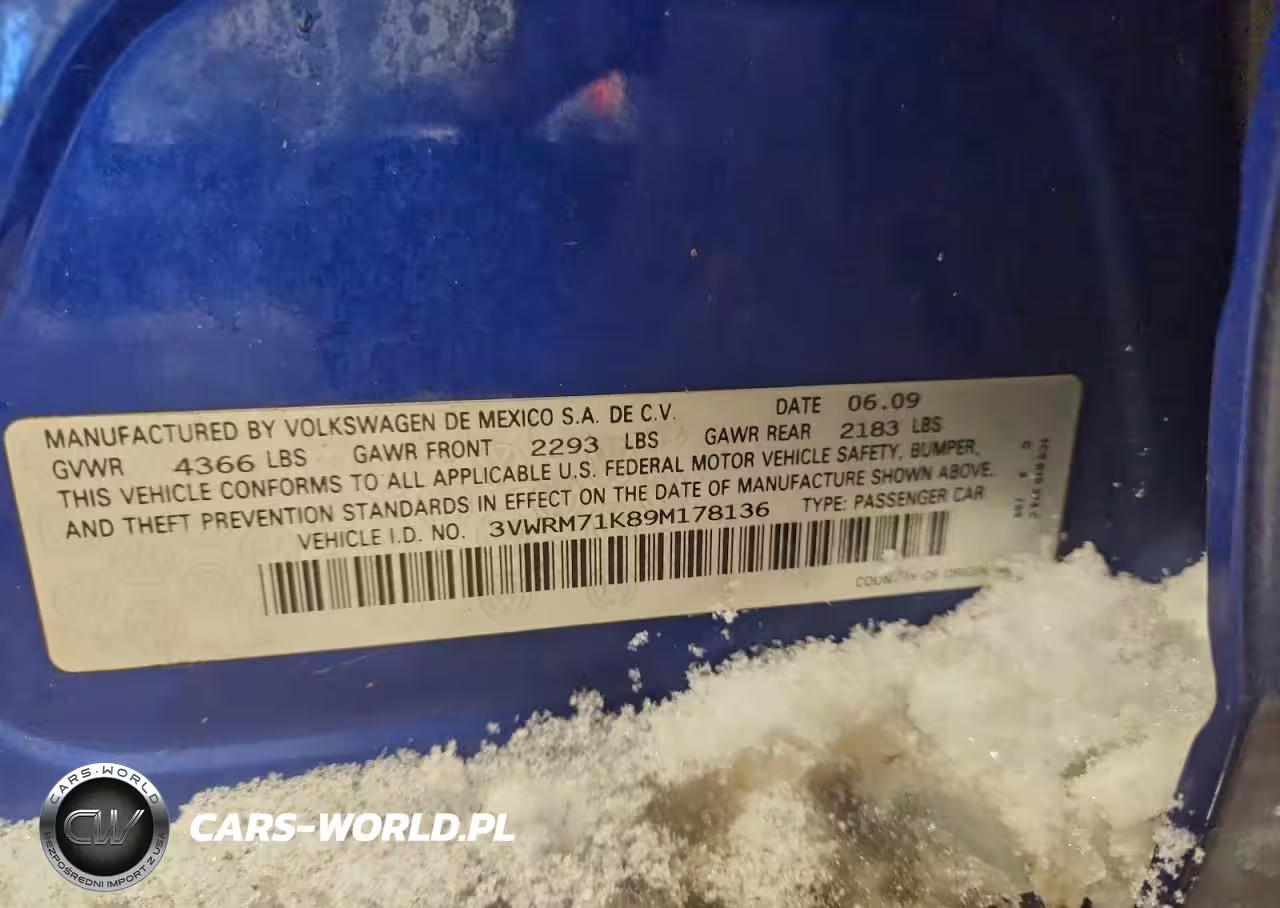 MANUFACTURED BY VOLKSWAGEN DE MEXICO S.A. DE C.V. DATE 06.09
GVWR 4366 LBS GAWR FRONT 2293 LBS GAWR REAR 2183 LBS
THIS VEHICLE CONFORMS TO ALL APPLICABLE U.S. FEDERAL MOTOR VEHICLE SAFETY, BUMPER,
AND THEFT PREVENTION STANDARDS IN EFFECT ON THE DATE OF MANUFACTURE SHOWN ABOVE.
VEHICLE I.D. NO. 3VWRM71K89M178136 TYPE: PASSENGER CAR
COUNTRY OF ORIGIN
CARS-WORLD
CW
BEZPOŚREDNI IMPORT Z USA
CARS-WORLD.PL